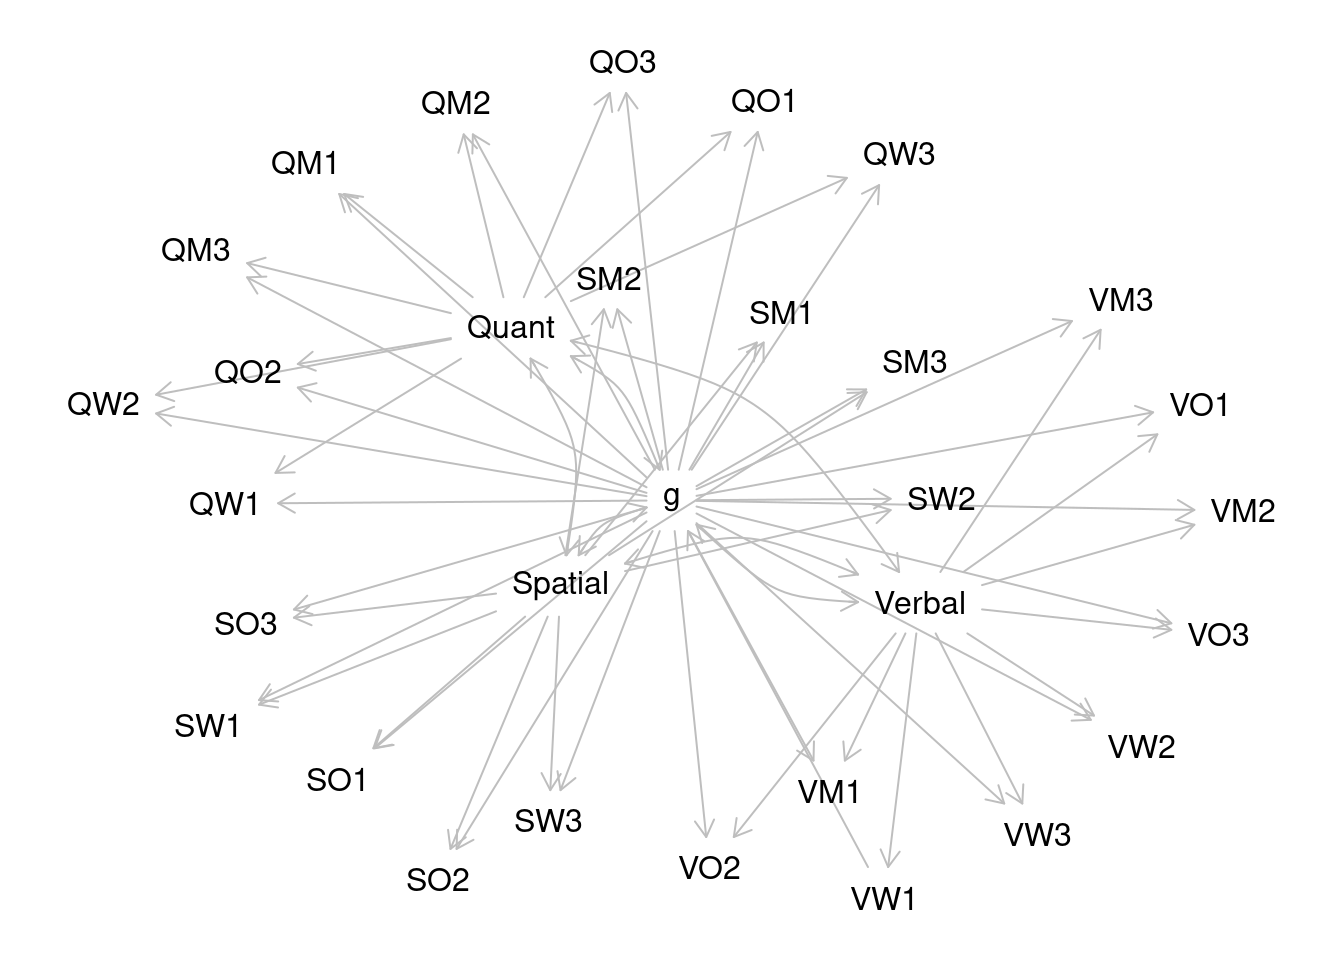 QO3
QM2
QO1
QM1
QW3
QM3
SM2
VM3
SM1
Quant
SM3
QO2
QW2
VO1
g
SW2
QW1
VM2
Spatial
Verbal
SO3
VO3
SW1
VW2
SO1
VM1
SW3
VW3
VO2
SO2
VW1